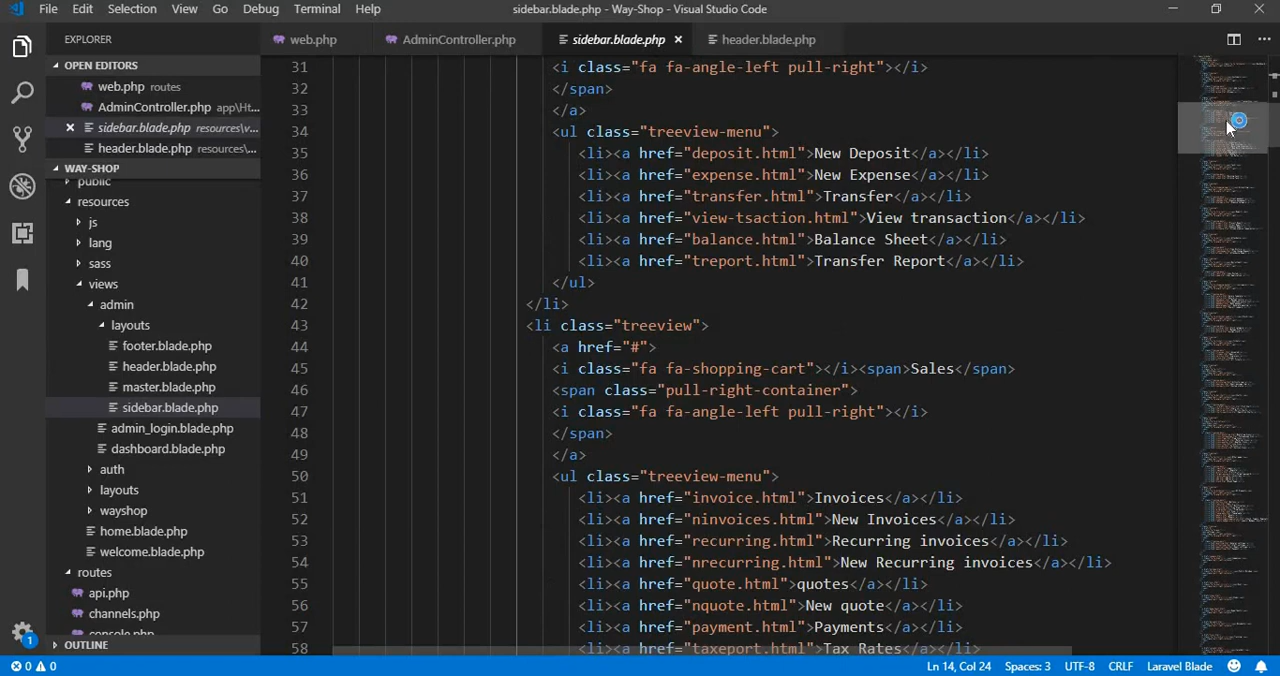 File Edit Selection View Go Debug Terminal Help sidebar.blade.php - Way-Shop - Visual Studio Code
EXPLORER
web.php AdminController.php sidebar.blade.php header.blade.php
OPEN EDITORS
web.php routes
AdminController.php app\Ht...
sidebar.blade.php resources\v...
header.blade.php resources\...
WAY-SHOP
public
resources
js
lang
sass
views
admin
layouts
footer.blade.php
header.blade.php
master.blade.php
sidebar.blade.php
admin_login.blade.php
dashboard.blade.php
auth
layouts
wayshop
home.blade.php
welcome.blade.php
routes
api.php
channels.php
console.php
OUTLINE
1
31 <i class="fa fa-angle-left pull-right"></i>
32 </span>
33 </a>
34 <ul class="treeview-menu">
35 <li><a href="deposit.html">New Deposit</a></li>
36 <li><a href="expense.html">New Expense</a></li>
37 <li><a href="transfer.html">Transfer</a></li>
38 <li><a href="view-tsaction.html">View transaction</a></li>
39 <li><a href="balance.html">Balance Sheet</a></li>
40 <li><a href="treport.html">Transfer Report</a></li>
41 </ul>
42 </li>
43 <li class="treeview">
44 <a href="#">
45 <i class="fa fa-shopping-cart"></i><span>Sales</span>
46 <span class="pull-right-container">
47 <i class="fa fa-angle-left pull-right"></i>
48 </span>
49 </a>
50 <ul class="treeview-menu">
51 <li><a href="invoice.html">Invoices</a></li>
52 <li><a href="ninvoices.html">New Invoices</a></li>
53 <li><a href="recurring.html">Recurring invoices</a></li>
54 <li><a href="nrecurring.html">New Recurring invoices</a></li>
55 <li><a href="quote.html">quotes</a></li>
56 <li><a href="nquote.html">New quote</a></li>
57 <li><a href="payment.html">Payments</a></li>
58 <li><a href="taxeport.html">Tax Rates</a></li>
0 0 Ln 14, Col 24 Spaces: 3 UTF-8 CRLF Laravel Blade